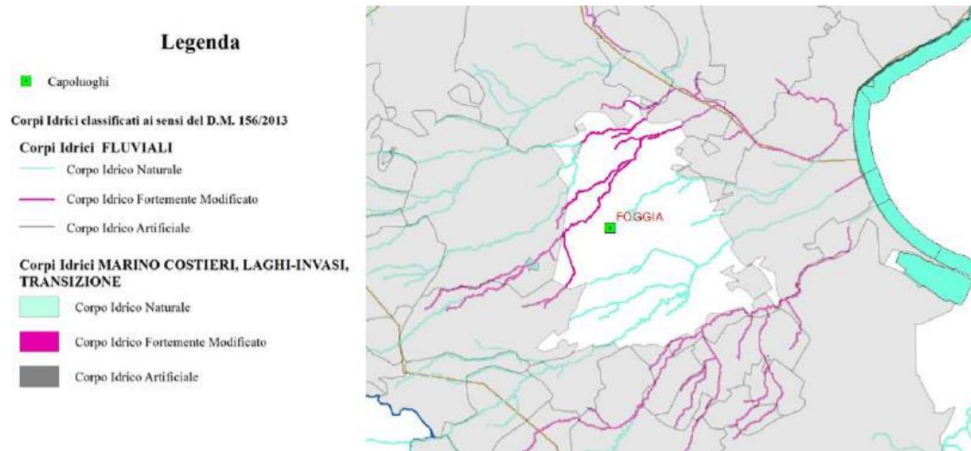 Legenda
Capoluoghi
Corpi Idrici classificati ai sensi del D.M. 156/2013
Corpi Idrici FLUVIALI
Corpo Idrico Naturale
Corpo Idrico Fortemente Modificato
Corpo Idrico Artificiale
Corpi Idrici MARINO COSTIERI, LAGHI-INVASI,
TRANSIZIONE
Corpo Idrico Naturale
Corpo Idrico Fortemente Modificato
Corpo Idrico Artificiale
FOGGIA